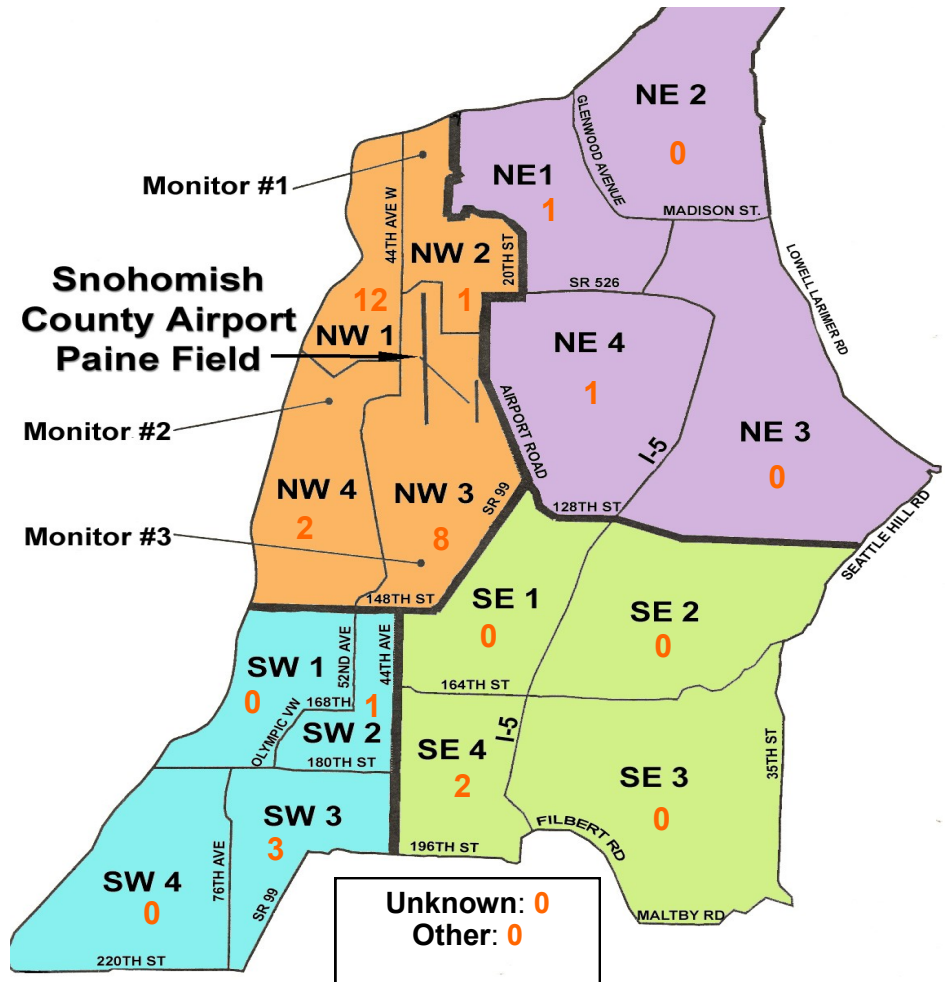 NE 2
0
GLENWOOD AVENUE
MADISON ST.
NE1
1
Monitor #1
44TH AVE W
NW 2
1
20TH ST
SR 526
LOWELL LARIMER RD
Snohomish
County Airport
Paine Field
12
NW 1
NE 4
1
AIRPORT ROAD
I-5
NE 3
0
Monitor #2
NW 4
2
NW 3
8
SR 99
128TH ST
SEATTLE HILL RD
Monitor #3
148TH ST
SE 1
0
SE 2
0
SW 1
0
52ND AVE
44TH AVE
168TH
1
SW 2
OLYMPIC VW
180TH ST
164TH ST
I-5
SE 4
2
SE 3
0
35TH ST
SW 3
3
76TH AVE
SR 99
196TH ST
FILBERT RD
SW 4
0
MALTBY RD
220TH ST
Unknown: 0
Other: 0